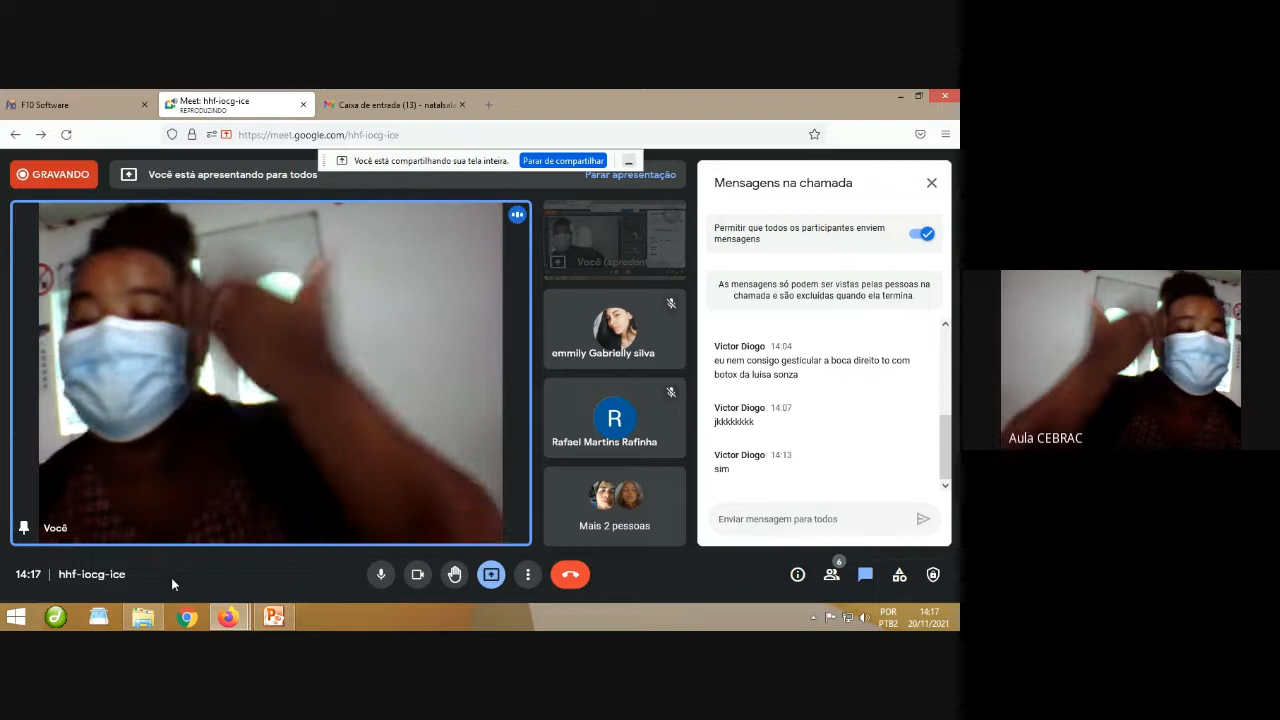 F10 Software
Meet: hhf-iocg-ice
REPRODUZINDO
Caixa de entrada (13) - natalsala
https://meet.google.com/hhf-iocg-ice
Você está compartilhando sua tela inteira.
Parar de compartilhar
GRAVANDO
Você está apresentando para todos
Parar apresentação
Você
Você (apresen
emmily Gabrielly silva
R
Rafael Martins Rafinha
Mais 2 pessoas
Mensagens na chamada
Permitir que todos os participantes enviem
mensagens
As mensagens só podem ser vistas pelas pessoas na
chamada e são excluídas quando ela termina.
Victor Diogo 14:04
eu nem consigo gesticular a boca direito to com
botox da luisa sonza
Victor Diogo 14:07
jkkkkkkkk
Victor Diogo 14:13
sim
Enviar mensagem para todos
14:17 | hhf-iocg-ice
6
POR
PTB2
14:17
20/11/2021
Aula CEBRAC